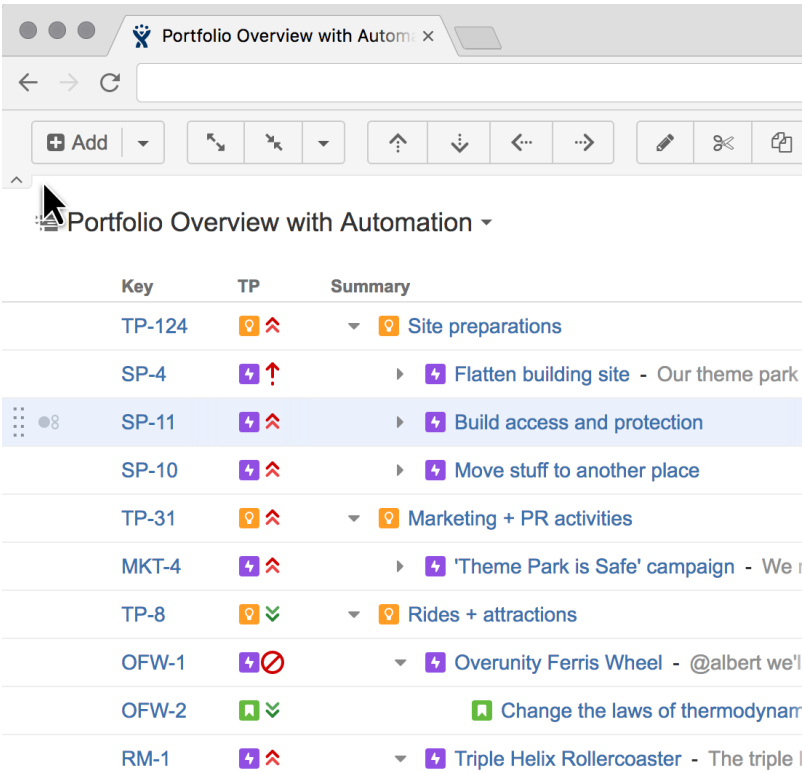 Portfolio Overview with Autom
Add
Portfolio Overview with Automation
Key TP Summary
TP-124 Site preparations
SP-4 Flatten building site - Our theme park
SP-11 Build access and protection
SP-10 Move stuff to another place
TP-31 Marketing + PR activities
MKT-4 'Theme Park is Safe' campaign - We
TP-8 Rides + attractions
OFW-1 Overunity Ferris Wheel - @albert we'l
OFW-2 Change the laws of thermodynam
RM-1 Triple Helix Rollercoaster - The triple